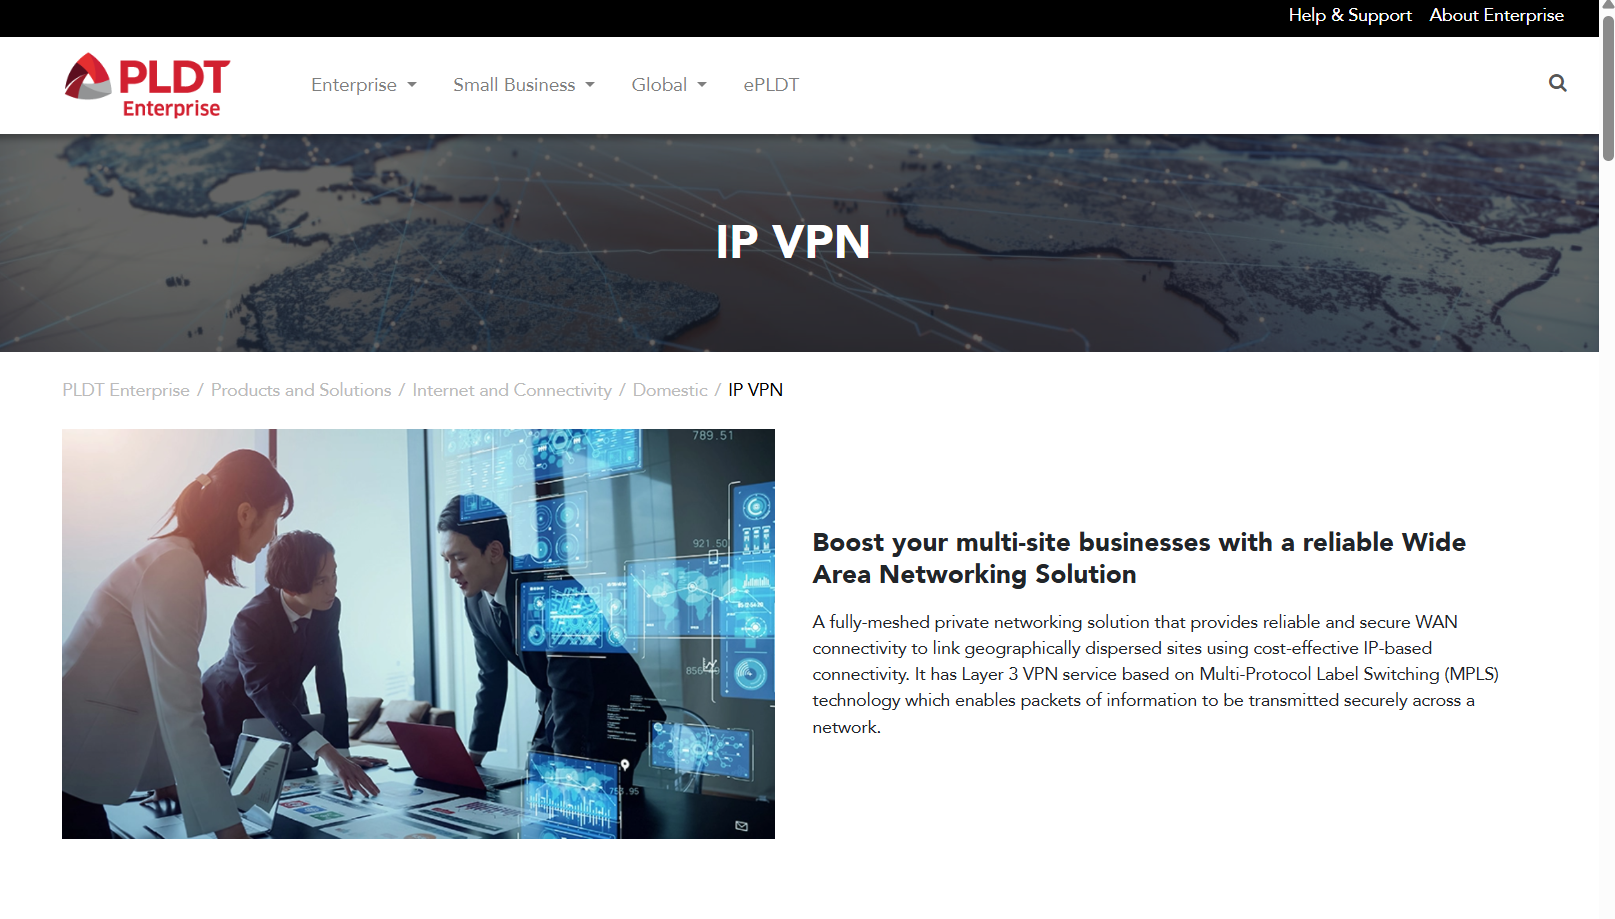 Help & Support About Enterprise
PLDT
Enterprise
Enterprise Small Business Global ePLDT
IP VPN
PLDT Enterprise / Products and Solutions / Internet and Connectivity / Domestic / IP VPN
789.51
921.50
753.95
Boost your multi-site businesses with a reliable Wide
Area Networking Solution
A fully-meshed private networking solution that provides reliable and secure WAN
connectivity to link geographically dispersed sites using cost-effective IP-based
connectivity. It has Layer 3 VPN service based on Multi-Protocol Label Switching (MPLS)
technology which enables packets of information to be transmitted securely across a
network.